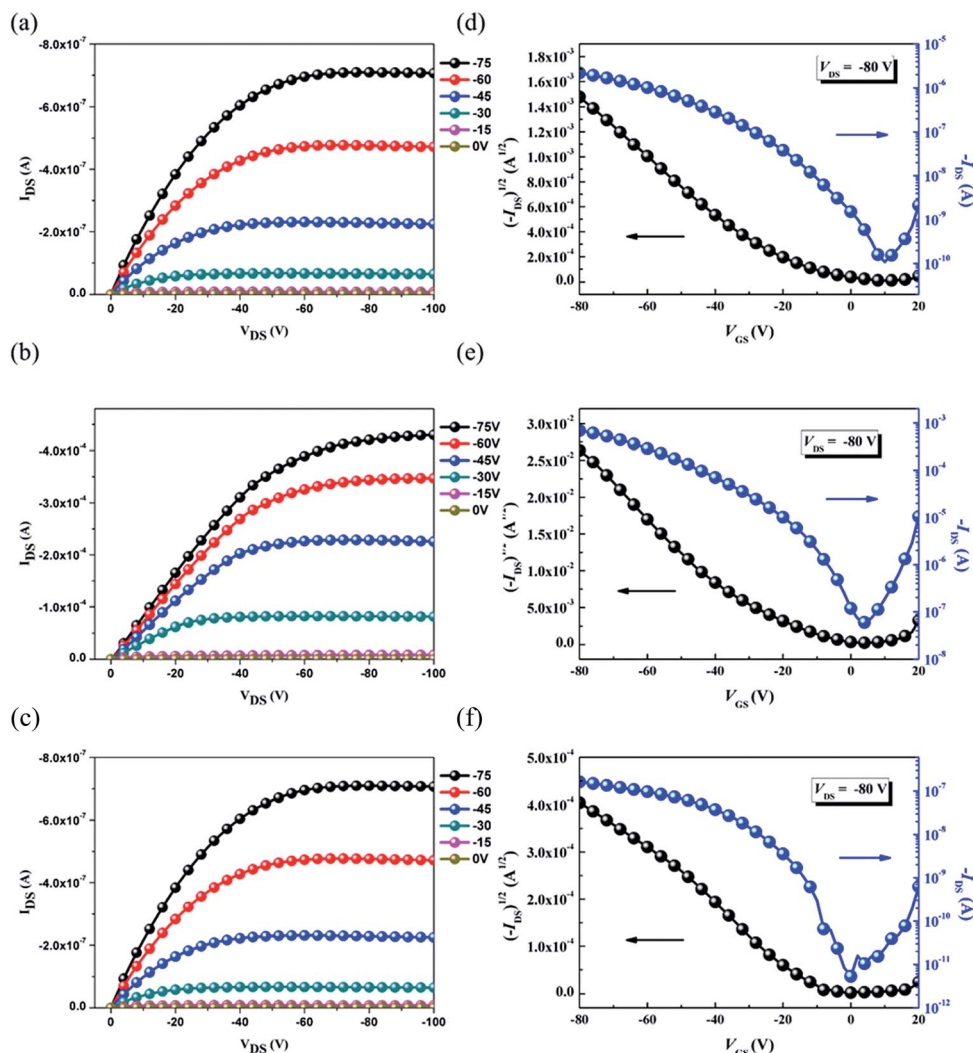 (a)
-8.0x10-7
-6.0x10-7
-4.0x10-7
-2.0x10-7
0.0
IDS (A)
0 -20 -40 -60 -80 -100
VDS (V)
-75
-60
-45
-30
-15
0V
(d)
1.8x10-3
1.6x10-3
1.4x10-3
1.2x10-3
1.0x10-3
8.0x10-4
6.0x10-4
4.0x10-4
2.0x10-4
0.0
(-IDS)1/2 (A1/2)
VDS = -80 V
10-5
10-6
10-7
10-8
10-9
10-10
-IDS (A)
-80 -60 -40 -20 0 20
VGS (V)
(b)
-4.0x10-4
-3.0x10-4
-2.0x10-4
-1.0x10-4
0.0
IDS (A)
0 -20 -40 -60 -80 -100
VDS (V)
-75V
-60V
-45V
-30V
-15V
0V
(e)
3.0x10-2
2.5x10-2
2.0x10-2
1.5x10-2
1.0x10-2
5.0x10-3
0.0
(-IDS) (A
VDS = -80 V
10-3
10-4
10-5
10-6
10-7
10-8
-IDS (A)
-80 -60 -40 -20 0 20
VGS (V)
(c)
-8.0x10-7
-6.0x10-7
-4.0x10-7
-2.0x10-7
0.0
IDS (A)
0 -20 -40 -60 -80 -100
VDS (V)
-75
-60
-45
-30
-15
0V
(f)
5.0x10-4
4.0x10-4
3.0x10-4
2.0x10-4
1.0x10-4
0.0
(-IDS)1/2 (A1/2)
VDS = -80 V
10-6
10-7
10-8
10-9
10-10
10-11
10-12
-IDS (A)
-80 -60 -40 -20 0 20
VGS (V)